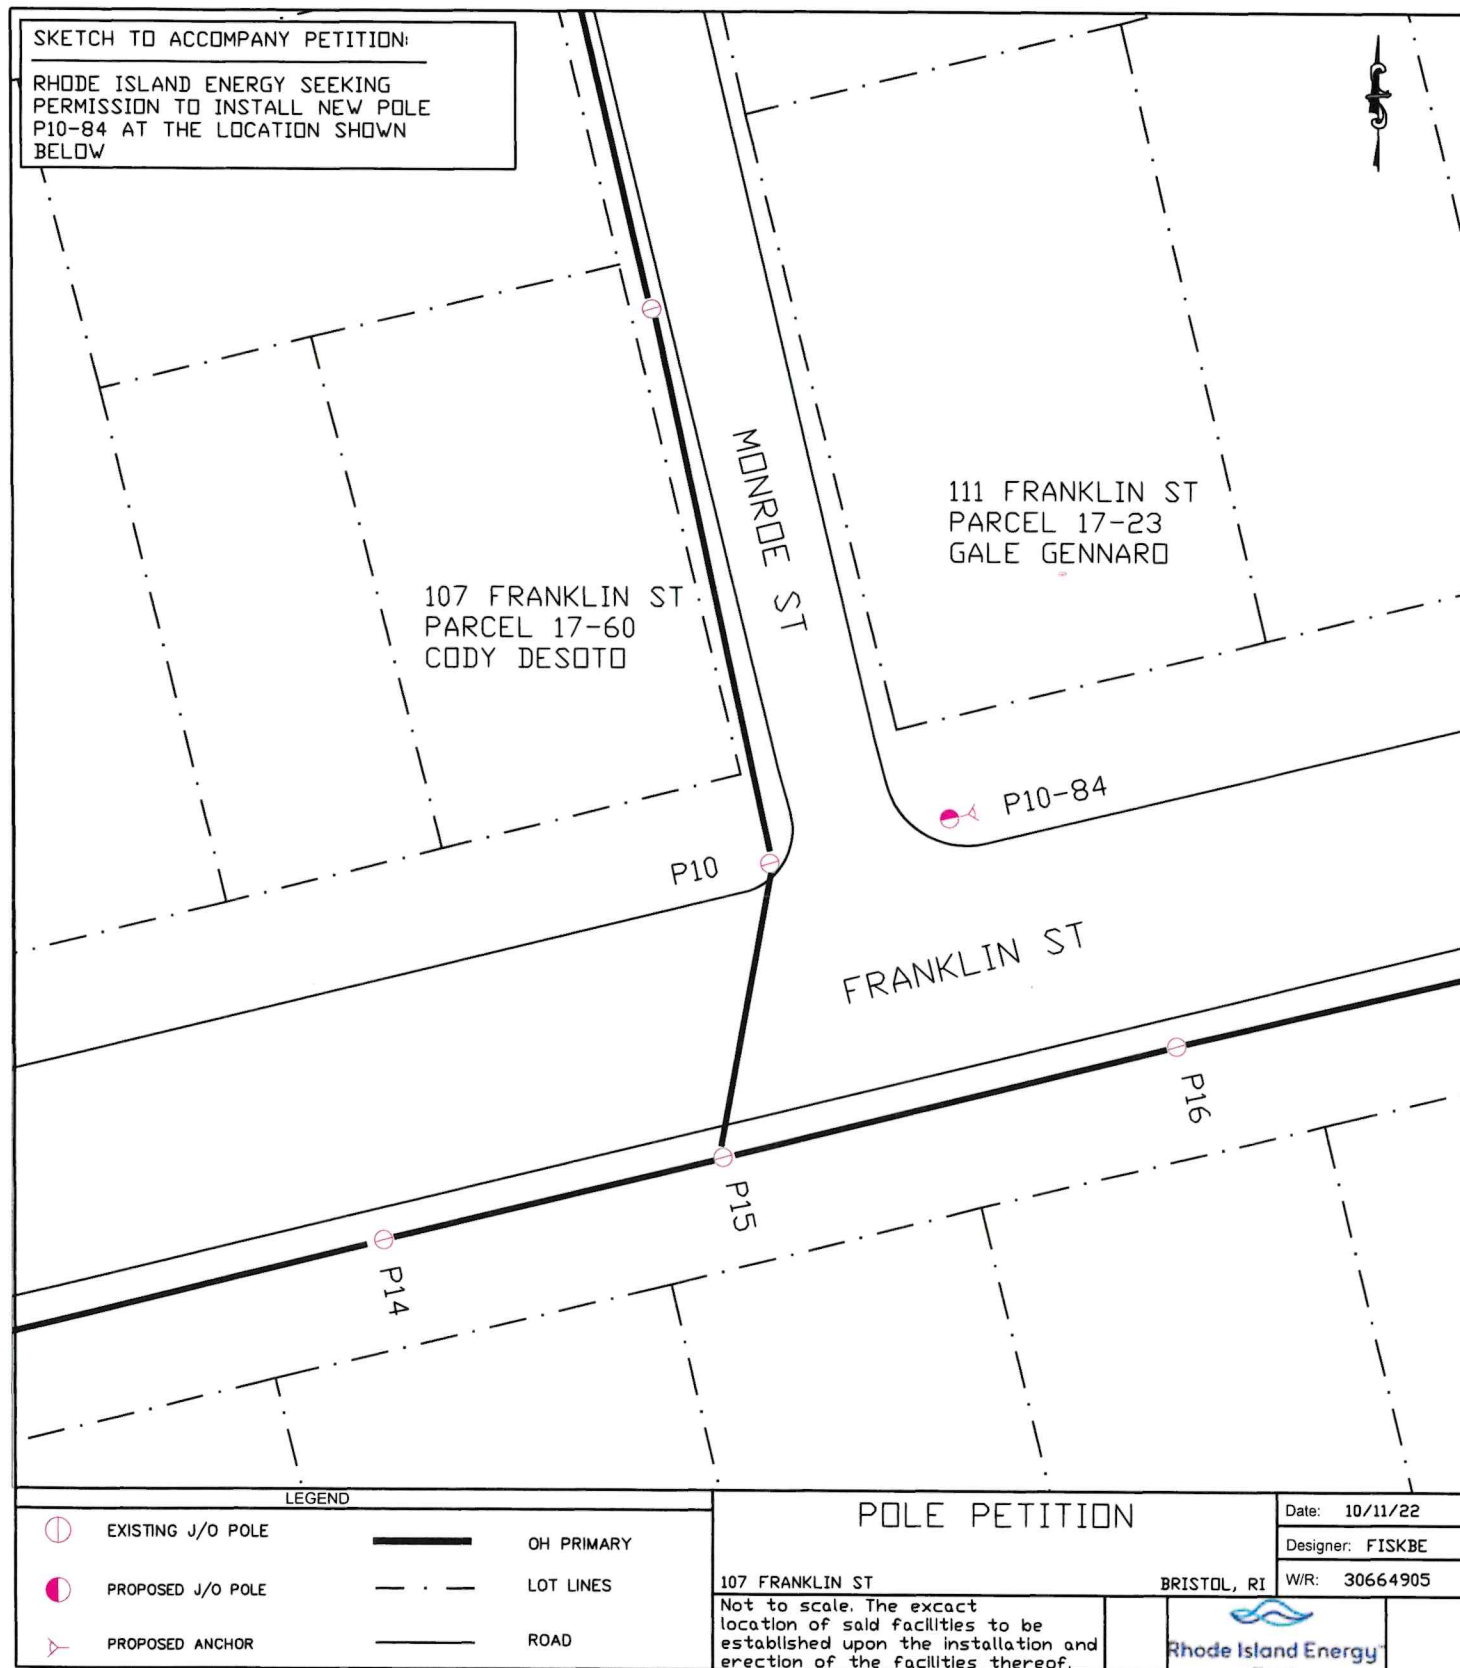 SKETCH TO ACCOMPANY PETITION:
RHODE ISLAND ENERGY SEEKING
PERMISSION TO INSTALL NEW POLE
P10-84 AT THE LOCATION SHOWN
BELOW
MONROE ST
111 FRANKLIN ST
PARCEL 17-23
GALE GENNARO
107 FRANKLIN ST
PARCEL 17-60
CODY DESOTO
P10-84
P10
FRANKLIN ST
P16
P15
P14
LEGEND
EXISTING J/O POLE
OH PRIMARY
PROPOSED J/O POLE
LOT LINES
PROPOSED ANCHOR
ROAD
POLE PETITION
107 FRANKLIN ST
BRISTOL, RI
Date: 10/11/22
Designer: FISKBE
W/R: 30664905
Not to scale. The excact
location of said facilities to be
established upon the installation and
erection of the facilities thereof.
Rhode Island Energy